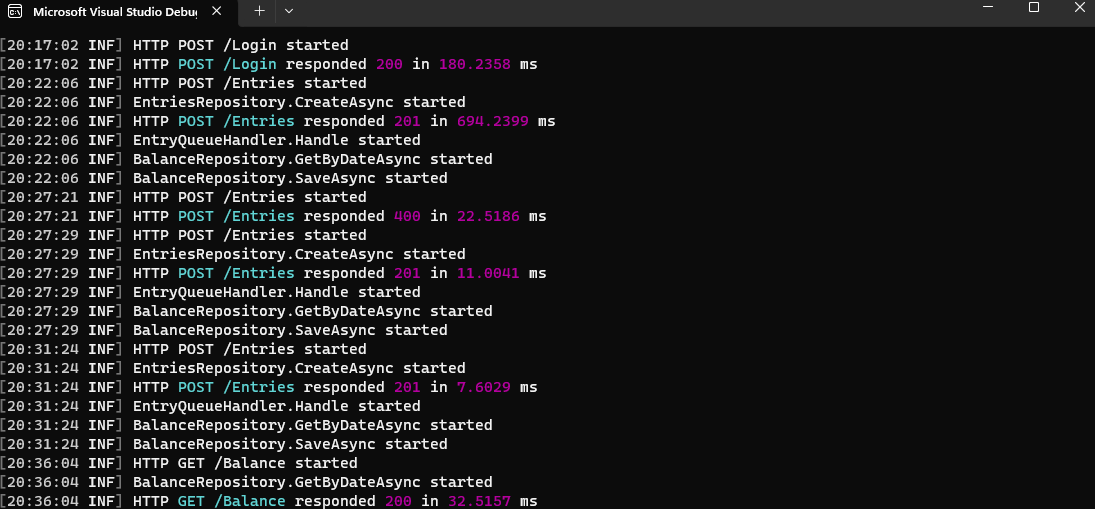 Microsoft Visual Studio Debug
[20:17:02 INF] HTTP POST /Login started
[20:17:02 INF] HTTP POST /Login responded 200 in 180.2358 ms
[20:22:06 INF] HTTP POST /Entries started
[20:22:06 INF] EntriesRepository.CreateAsync started
[20:22:06 INF] HTTP POST /Entries responded 201 in 694.2399 ms
[20:22:06 INF] EntryQueueHandler.Handle started
[20:22:06 INF] BalanceRepository.GetByDateAsync started
[20:22:06 INF] BalanceRepository.SaveAsync started
[20:27:21 INF] HTTP POST /Entries started
[20:27:21 INF] HTTP POST /Entries responded 400 in 22.5186 ms
[20:27:29 INF] HTTP POST /Entries started
[20:27:29 INF] EntriesRepository.CreateAsync started
[20:27:29 INF] HTTP POST /Entries responded 201 in 11.0041 ms
[20:27:29 INF] EntryQueueHandler.Handle started
[20:27:29 INF] BalanceRepository.GetByDateAsync started
[20:27:29 INF] BalanceRepository.SaveAsync started
[20:31:24 INF] HTTP POST /Entries started
[20:31:24 INF] EntriesRepository.CreateAsync started
[20:31:24 INF] HTTP POST /Entries responded 201 in 7.6029 ms
[20:31:24 INF] EntryQueueHandler.Handle started
[20:31:24 INF] BalanceRepository.GetByDateAsync started
[20:31:24 INF] BalanceRepository.SaveAsync started
[20:36:04 INF] HTTP GET /Balance started
[20:36:04 INF] BalanceRepository.GetByDateAsync started
[20:36:04 INF] HTTP GET /Balance responded 200 in 32.5157 ms